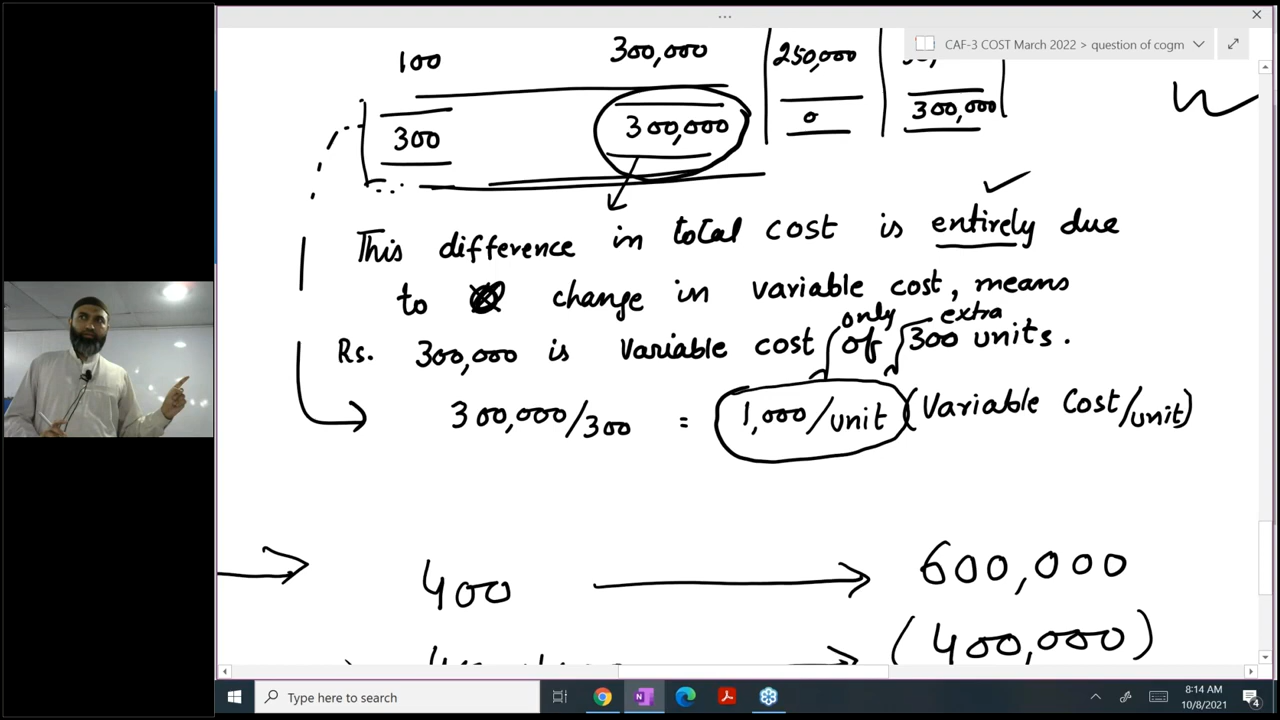 ...
CAF-3 COST March 2022 > question of cogm
100 300,000 250,000
300 300,000 0 300,000
This difference in total cost is entirely due
to change in variable cost, means
only extra
Rs. 300,000 is variable cost of 300 units.
300,000/300 = 1,000/unit (Variable Cost/unit)
400 600,000
(400,000)
Type here to search
8:14 AM
10/8/2021
4